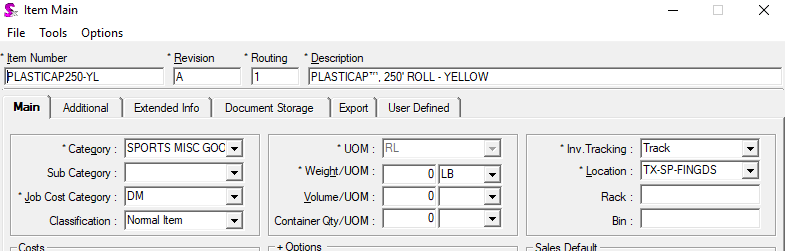 Item Main
File Tools Options
* Item Number * Revision * Routing * Description
PLASTICAP250-YL A 1 PLASTICAP™, 250' ROLL - YELLOW
Main Additional Extended Info Document Storage Export User Defined
* Category : SPORTS MISC GOO * UOM : RL * Inv.Tracking : Track
Sub Category : * Weight/UOM : 0 LB * Location : TX-SP-FINGDS
* Job Cost Category : DM Volume/UOM : 0 Rack :
Classification : Normal Item Container Qty/UOM : 0 Bin :
Costs + Options Sales Default